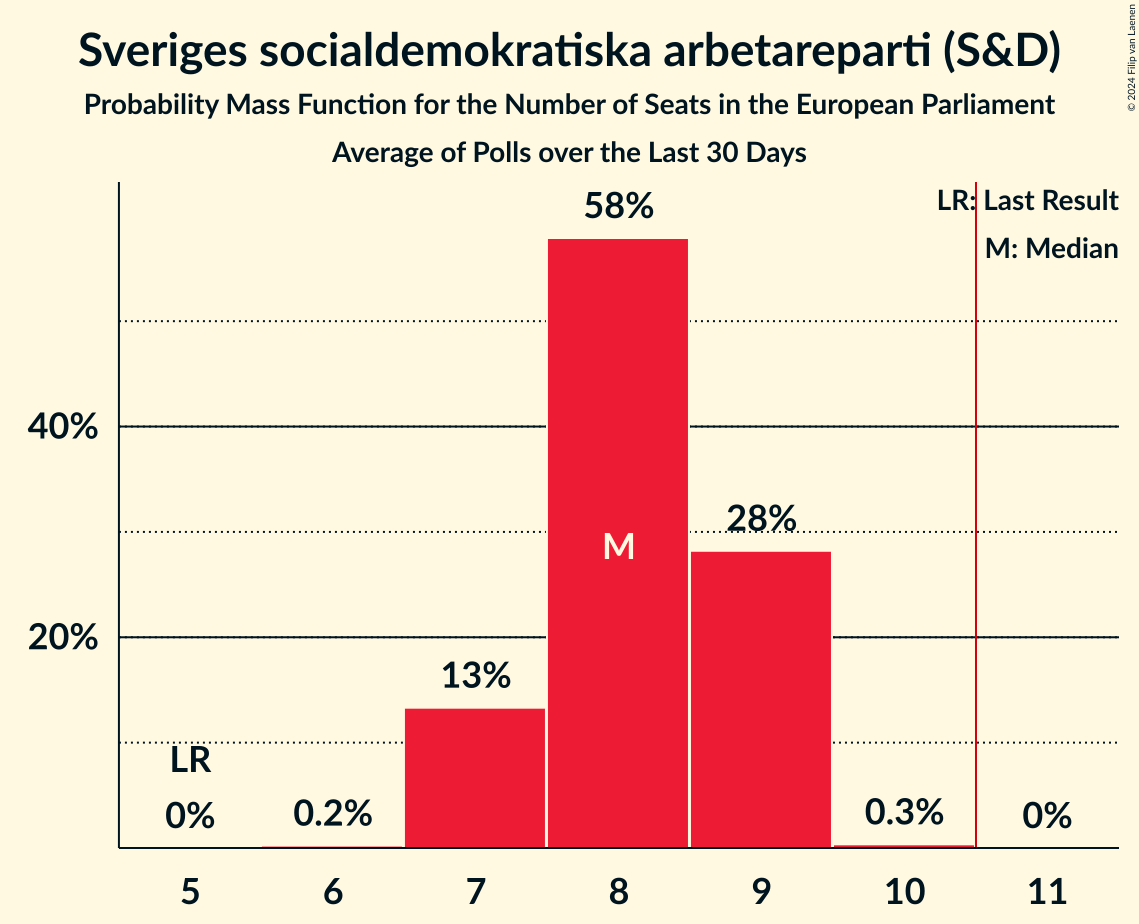 Sveriges socialdemokratiska arbetareparti (S&D)
Probability Mass Function for the Number of Seats in the European Parliament
Average of Polls over the Last 30 Days
© 2024 Filip van Laenen
LR: Last Result
M: Median
58%
40%
28%
M
20%
13%
LR
0%
0.2%
0.3%
0%
5 6 7 8 9 10 11